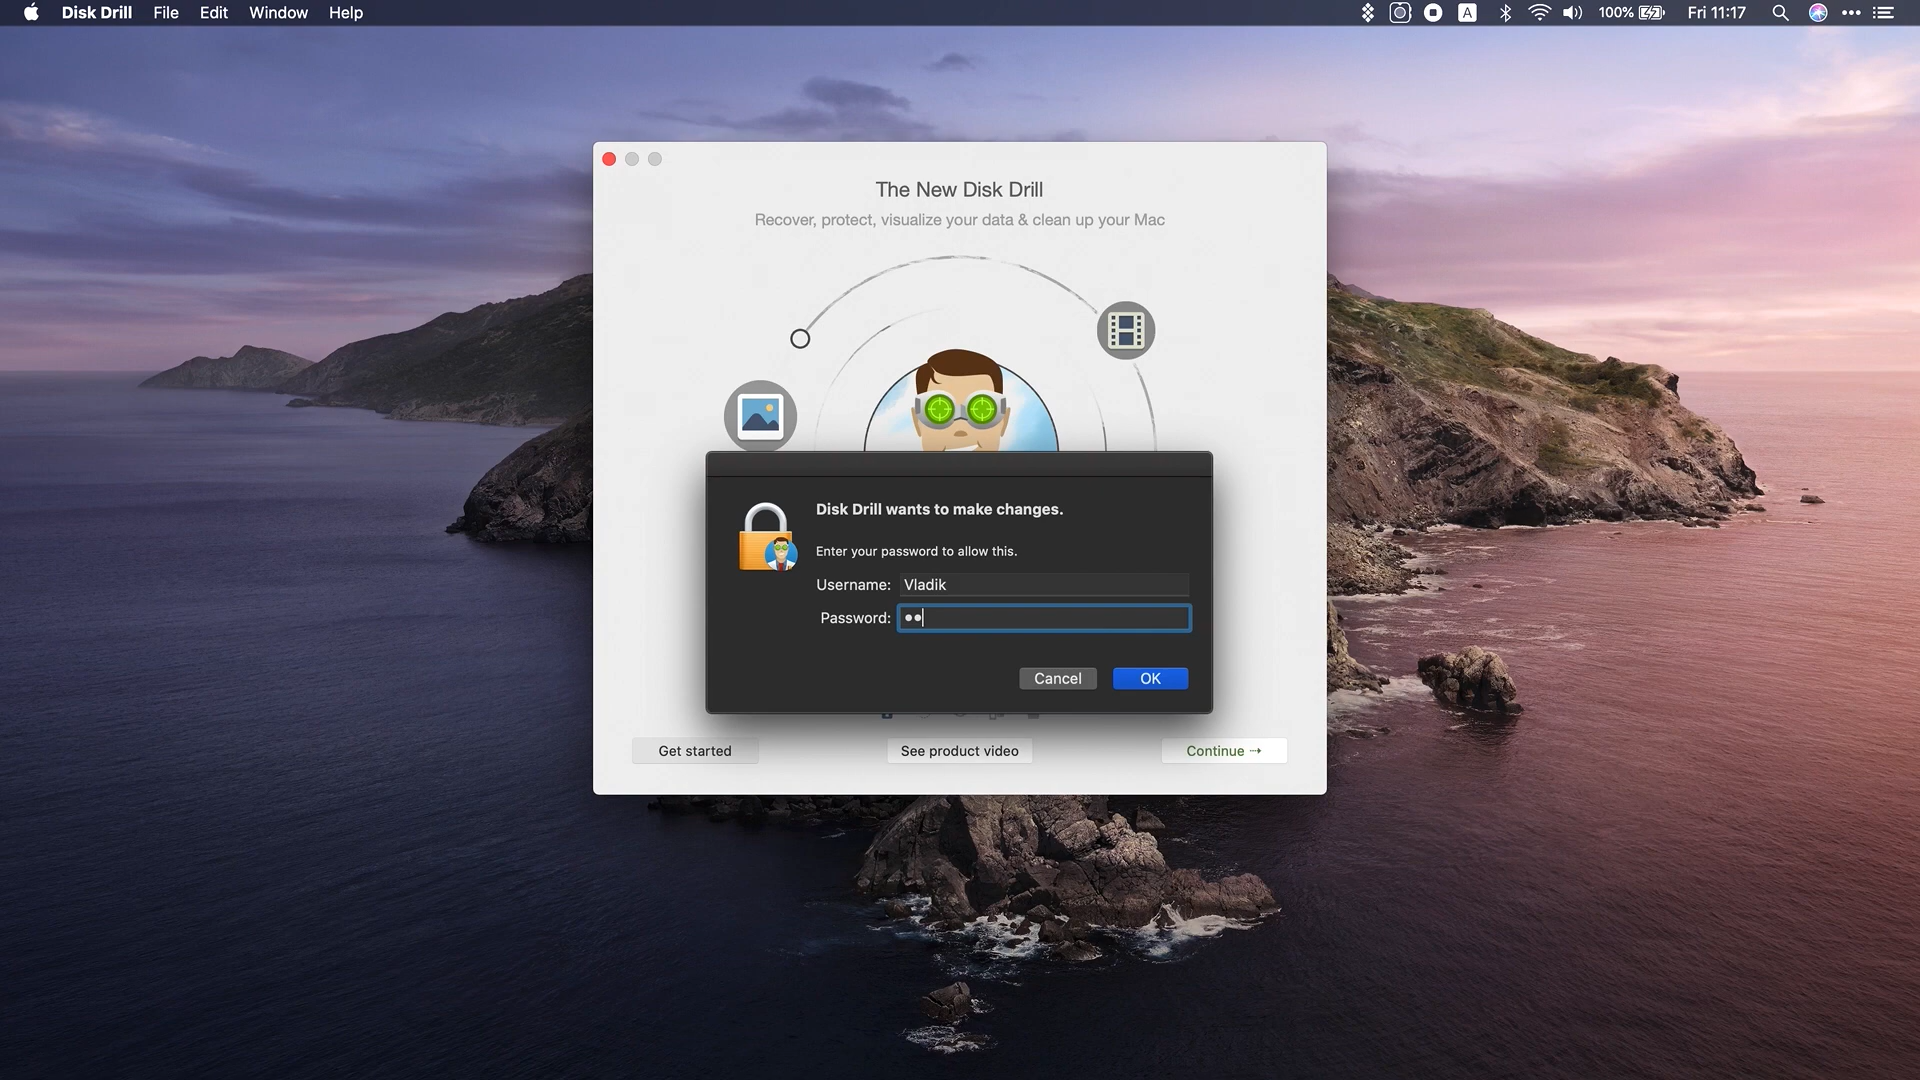 Disk Drill File Edit Window Help
A 100% Fri 11:17
The New Disk Drill
Recover, protect, visualize your data & clean up your Mac
Disk Drill wants to make changes.
Enter your password to allow this.
Username: Vladik
Password:
Cancel OK
Get started See product video Continue